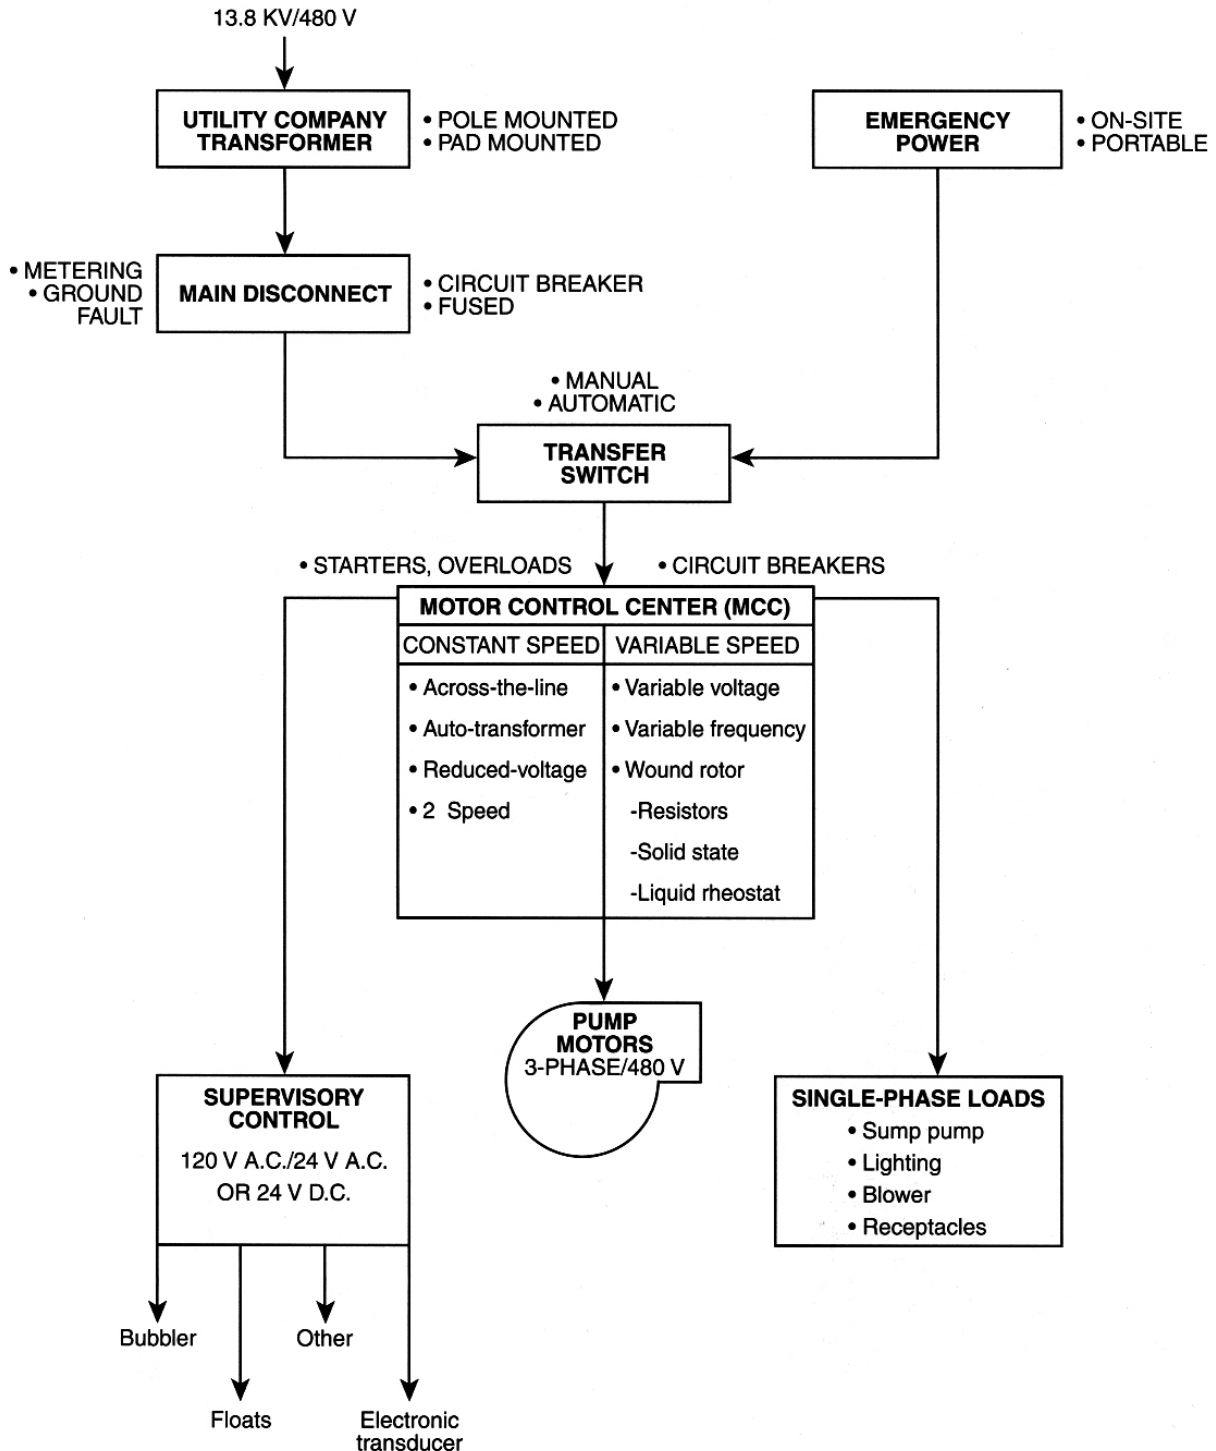 13.8 KV/480 V
UTILITY COMPANY
TRANSFORMER
• POLE MOUNTED
• PAD MOUNTED
EMERGENCY
POWER
• ON-SITE
• PORTABLE
• METERING
• GROUND
FAULT
MAIN DISCONNECT
• CIRCUIT BREAKER
• FUSED
• MANUAL
• AUTOMATIC
TRANSFER
SWITCH
• STARTERS, OVERLOADS
• CIRCUIT BREAKERS
MOTOR CONTROL CENTER (MCC)
CONSTANT SPEED
• Across-the-line
• Auto-transformer
• Reduced-voltage
• 2 Speed
VARIABLE SPEED
• Variable voltage
• Variable frequency
• Wound rotor
-Resistors
-Solid state
-Liquid rheostat
PUMP
MOTORS
3-PHASE/480 V
SUPERVISORY
CONTROL
120 V A.C./24 V A.C.
OR 24 V D.C.
SINGLE-PHASE LOADS
• Sump pump
• Lighting
• Blower
• Receptacles
Bubbler
Other
Floats
Electronic
transducer